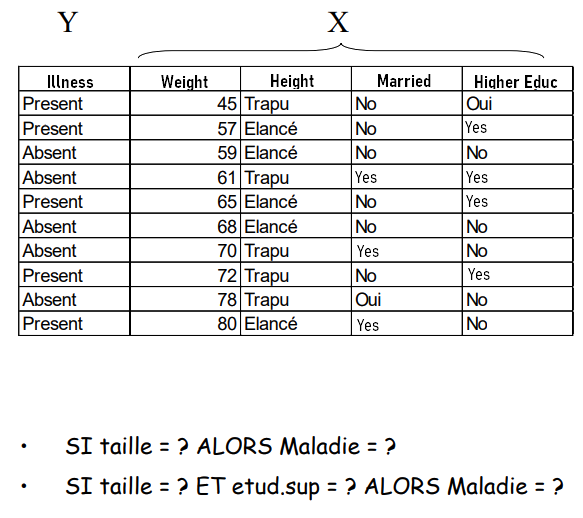 Y X
Illness Weight Height Married Higher Educ
Present 45 Trapu No Oui
Present 57 Elancé No Yes
Absent 59 Elancé No No
Absent 61 Trapu Yes Yes
Present 65 Elancé No Yes
Absent 68 Elancé No No
Absent 70 Trapu Yes No
Present 72 Trapu No Yes
Absent 78 Trapu Oui No
Present 80 Elancé Yes No
• SI taille = ? ALORS Maladie = ?
• SI taille = ? ET etud.sup = ? ALORS Maladie = ?